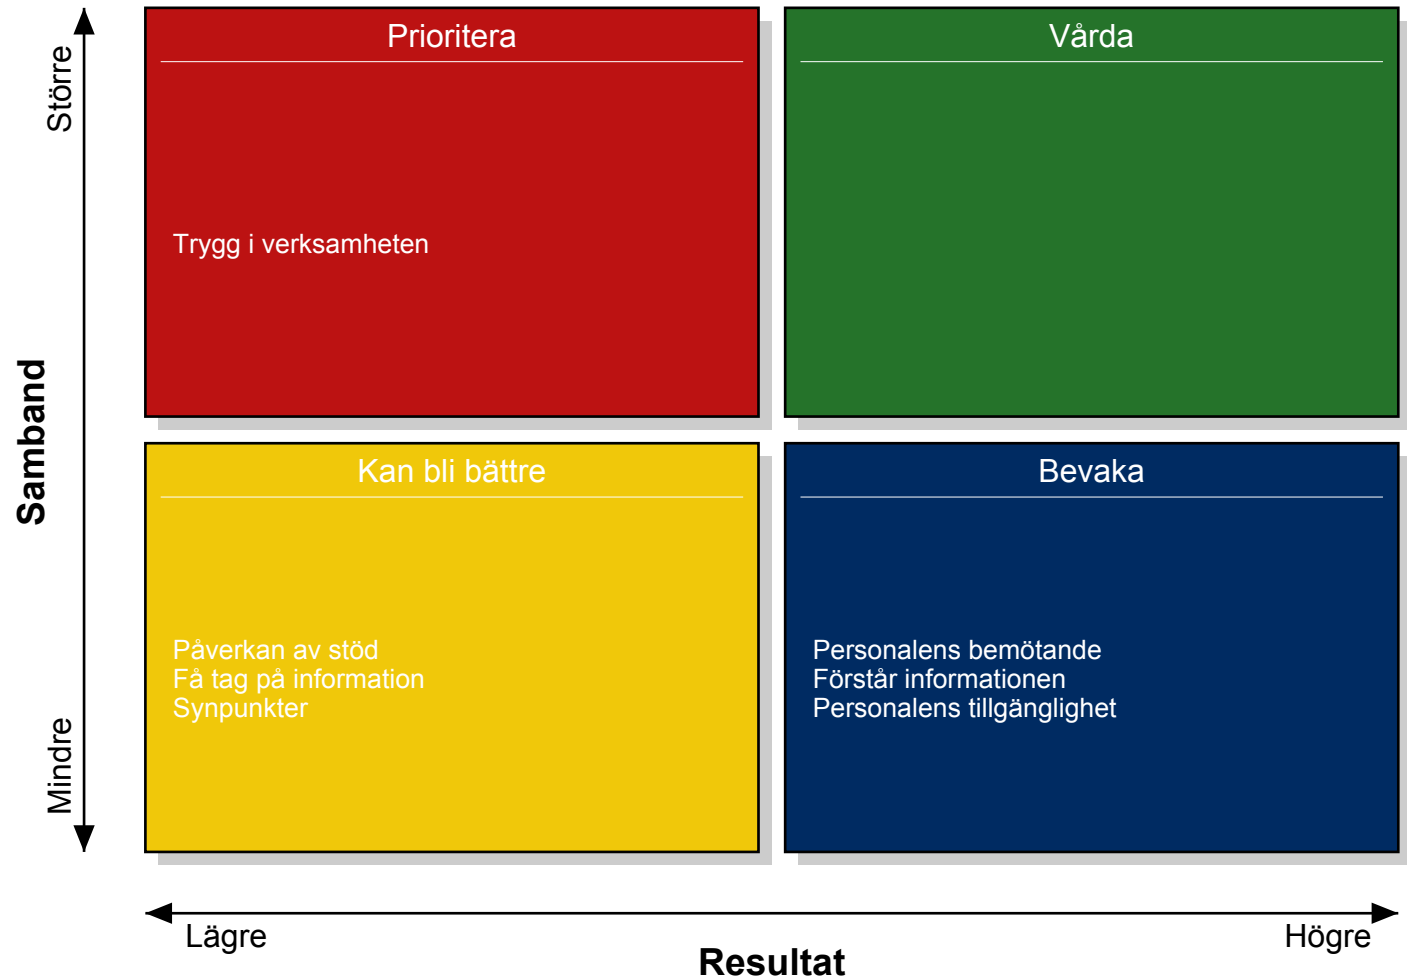 Större
Samband
Mindre
Prioritera
Trygg i verksamheten
Vårda
Kan bli bättre
Påverkan av stöd
Få tag på information
Synpunkter
Bevaka
Personalens bemötande
Förstår informationen
Personalens tillgänglighet
Lägre
Resultat
Högre